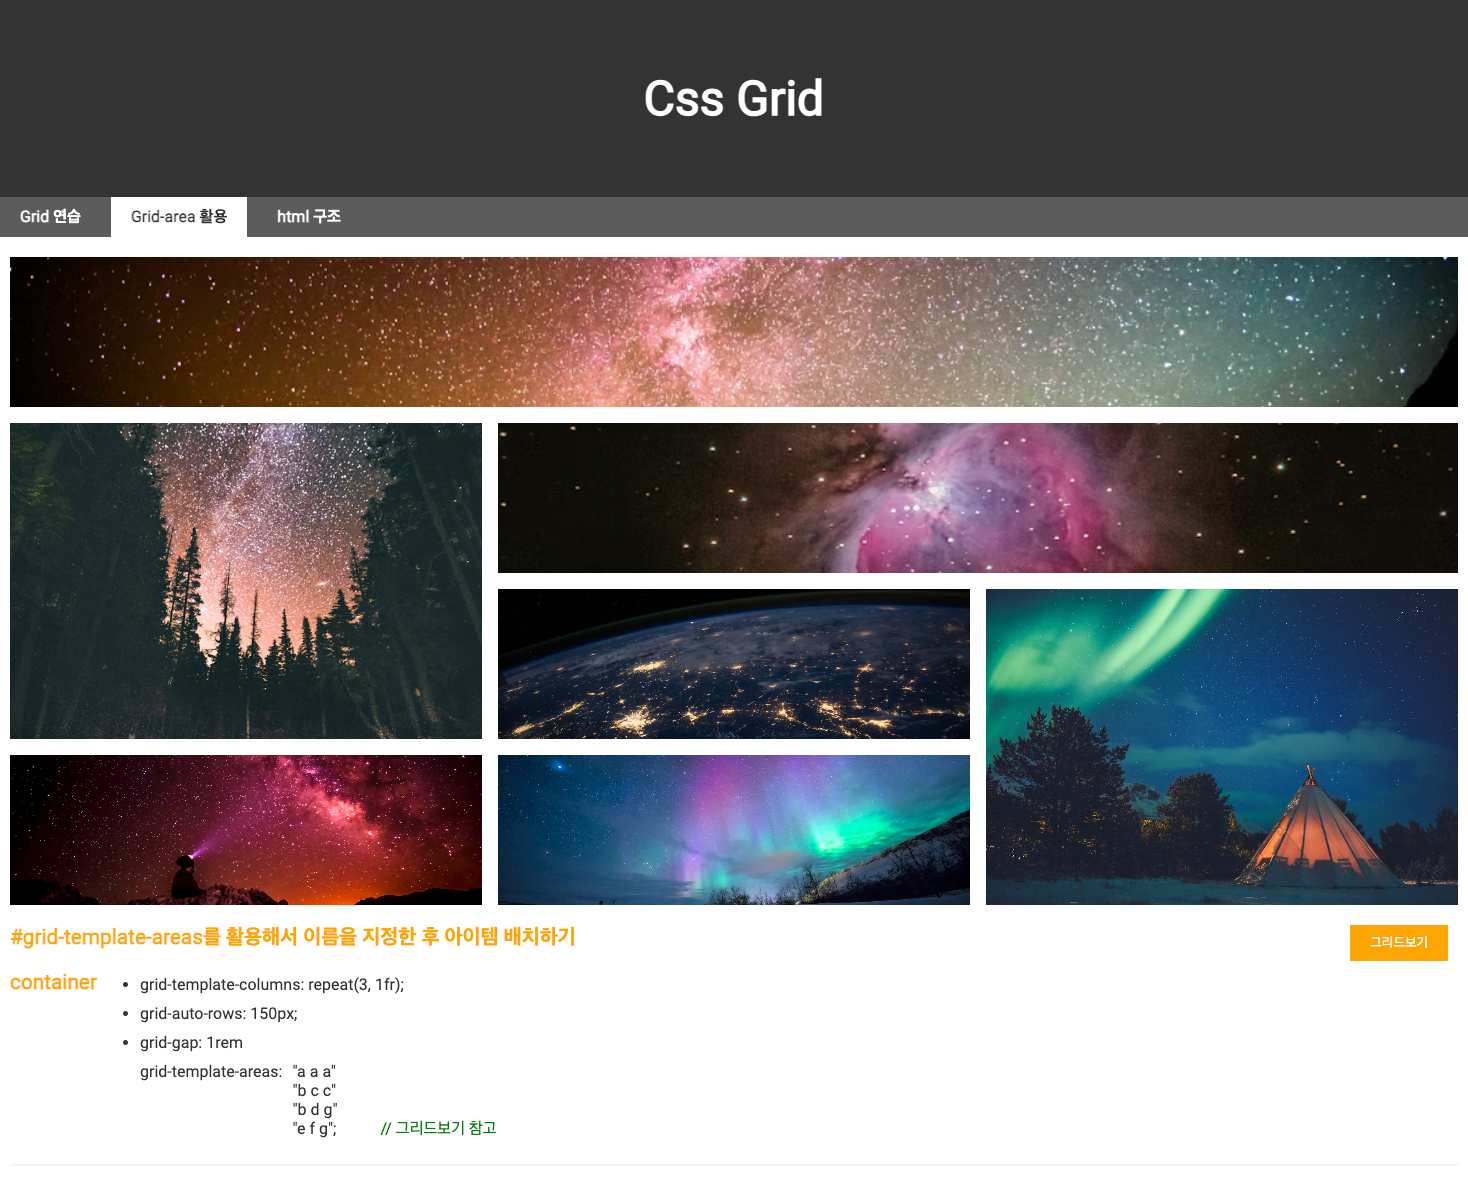 Css Grid
Grid 연습
Grid-area 활용
html 구조
#grid-template-areas를 활용해서 이름을 지정한 후 아이템 배치하기
그리드보기
container
grid-template-columns: repeat(3, 1fr);
grid-auto-rows: 150px;
grid-gap: 1rem
grid-template-areas: "a a a"
"b c c"
"b d g"
"e f g"; // 그리드보기 참고